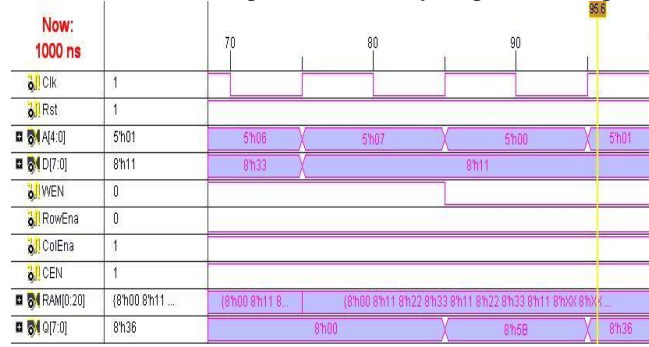 95.6
Now:
1000 ns
70 80 90
Clk 1
Rst 1
A[4:0] 5'h01 5'h06 5'h07 5'h00 5'h01
D[7:0] 8'h11 8'h33 8'h11
WEN 0
RowEna 0
ColEna 1
CEN 1
RAM[0:20] {8'h00 8'h11 ... {8'h00 8'h11 8... {8'h00 8'h11 8'h22 8'h33 8'h11 8'h22 8'h33 8'h11 8'hXX
Q[7:0] 8'h36 8'h00 8'h5B 8'h36